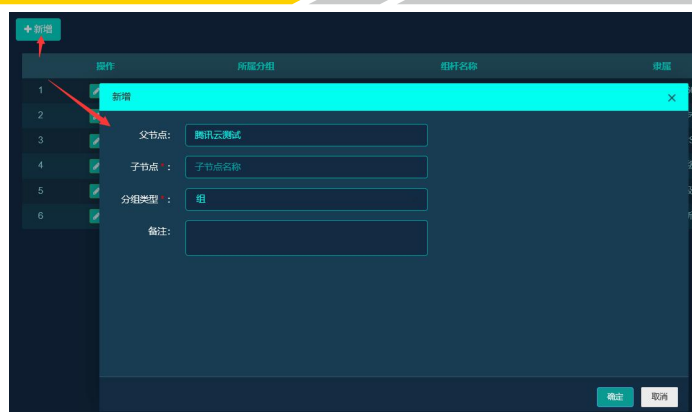 +新增
操作 所属分组 组杆名称 隶属
1
新增 ×
2
3
父节点: 腾讯云测试
4
子节点*: 子节点名称
5
分组类型*: 组
6
备注:
确定 取消